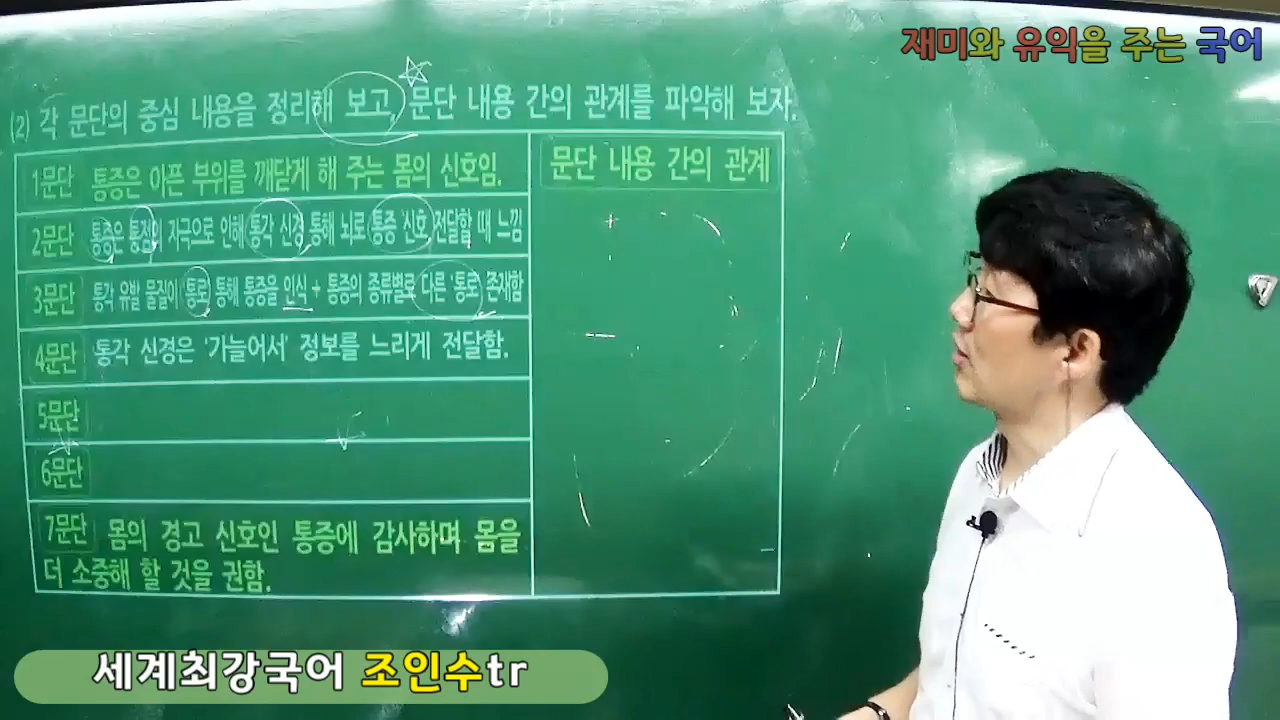 재미와 유익을 주는 국어
(2) 각 문단의 중심 내용을 정리해 보고, 문단 내용 간의 관계를 파악해 보자.
1문단 통증은 아픈 부위를 깨닫게 해 주는 몸의 신호임.
문단 내용 간의 관계
2문단 통증은 통점의 자극으로 인해 통각 신경 통해 뇌로 통증 신호 전달할 때 느낌
3문단 통각 유발 물질이 '통로' 통해 통증을 인식 + 통증의 종류별로 다른 '통로' 존재함
4문단 통각 신경은 '가늘어서' 정보를 느리게 전달함.
5문단
6문단
7문단 몸의 경고 신호인 통증에 감사하며 몸을
더 소중해 할 것을 권함.
세계최강국어 조인수tr